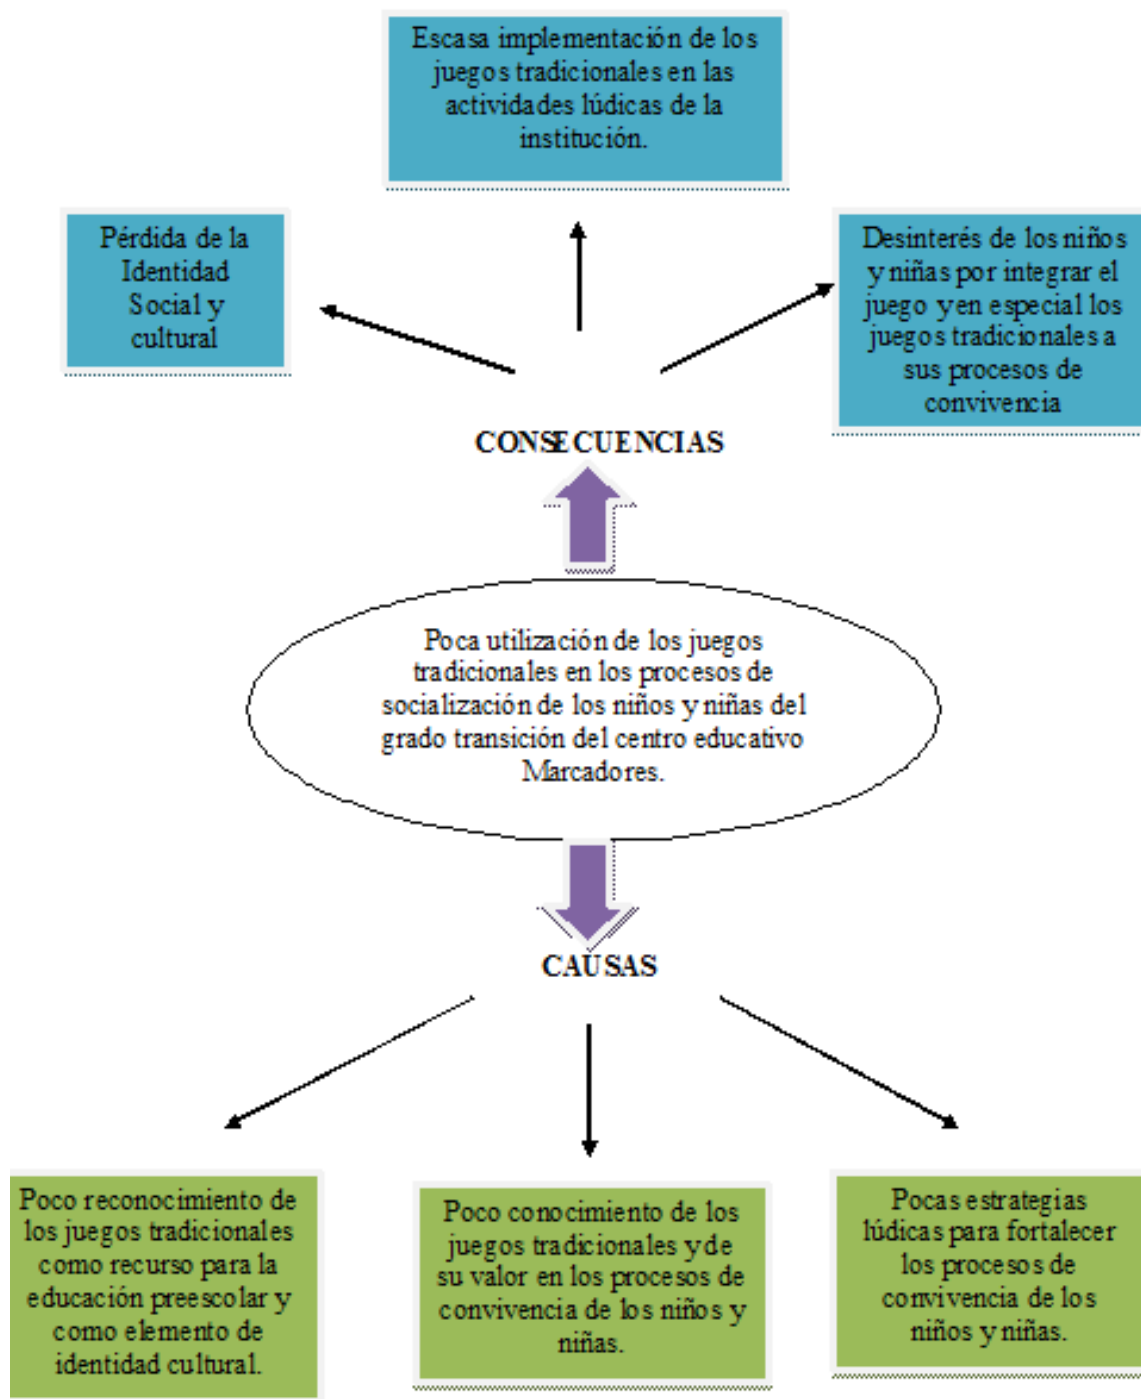 Escasa implementación de los
juegos tradicionales en las
actividades lúdicas de la
institución.
Pérdida de la
Identidad
Social y
cultural
Desinterés de los niños
y niñas por integrar el
juego y en especial los
juegos tradicionales a
sus procesos de
convivencia
CONSECUENCIAS
Poca utilización de los juegos
tradicionales en los procesos de
socialización de los niños y niñas del
grado transición del centro educativo
Marcadores.
CAUSAS
Poco reconocimiento de
los juegos tradicionales
como recurso para la
educación preescolar y
como elemento de
identidad cultural.
Poco conocimiento de los
juegos tradicionales y de
su valor en los procesos de
convivencia de los niños y
niñas.
Pocas estrategias
lúdicas para fortalecer
los procesos de
convivencia de los
niños y niñas.